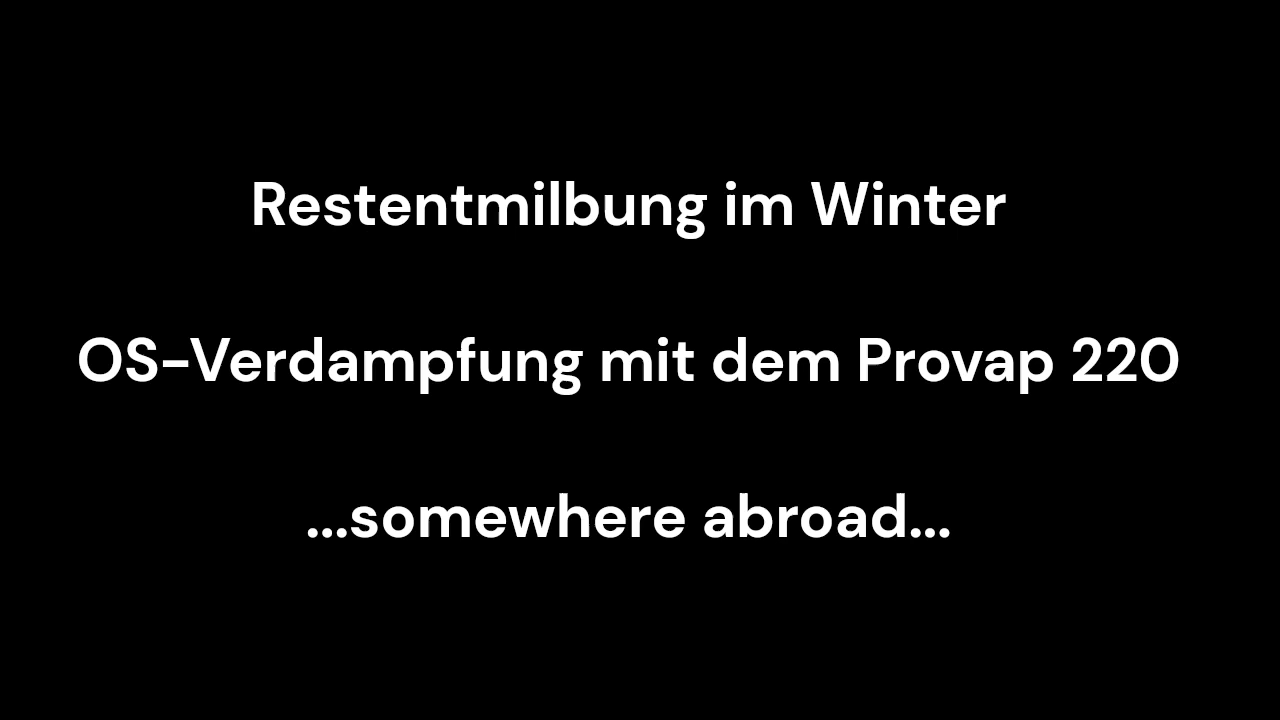 Restentmilbung im Winter
OS-Verdampfung mit dem Provap 220
...somewhere abroad...